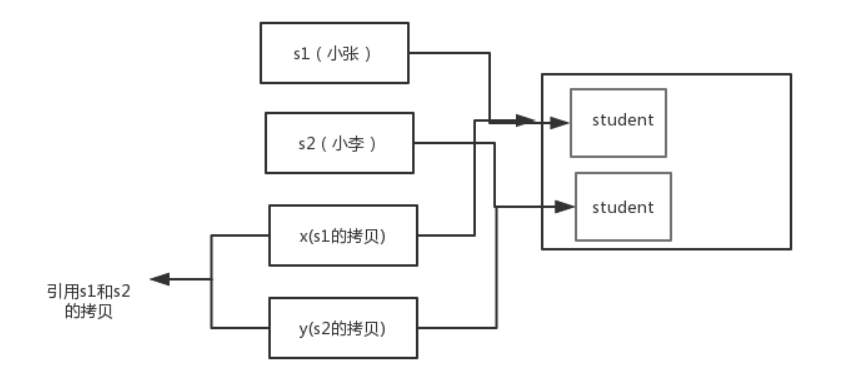 s1（小张）
student
s2（小李）
student
x(s1的拷贝)
引用s1和s2
的拷贝
y(s2的拷贝)